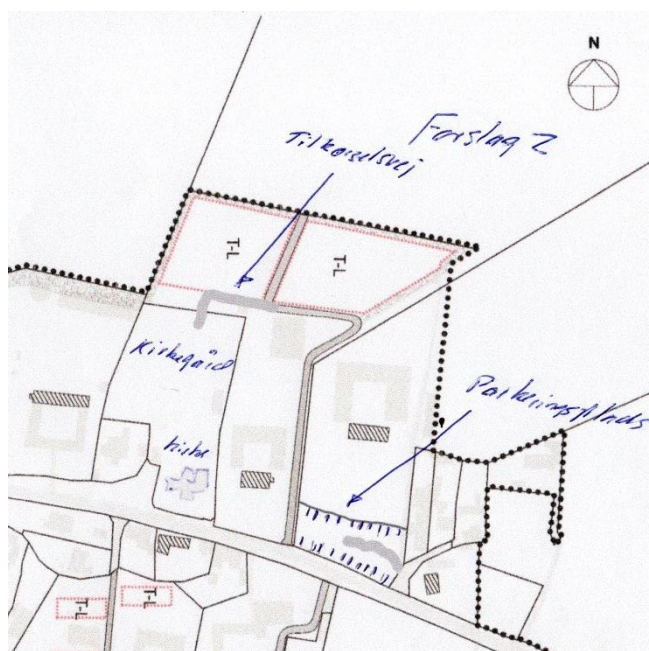 N
Forslag 2
Tilkørselsvej
T-L
T-L
Kirkegård
Parkeringsplads
kirke
T-L
T-L